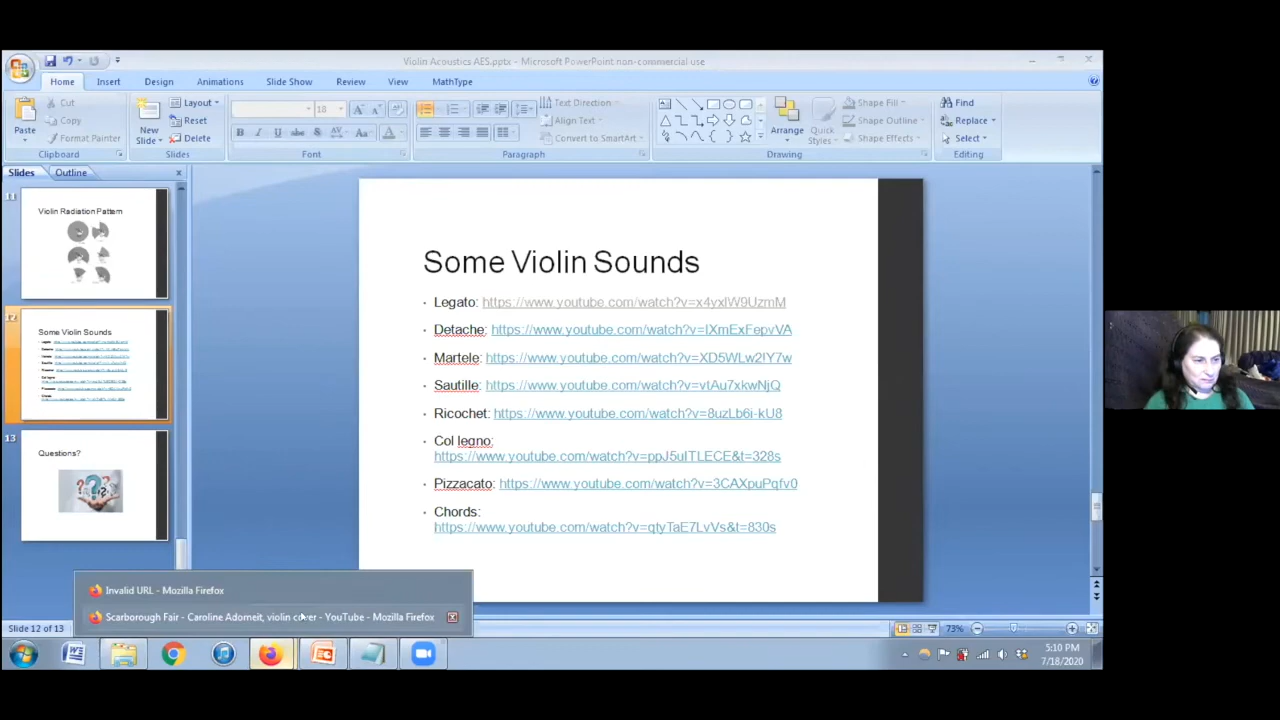 Violin Acoustics AES.pptx - Microsoft PowerPoint non-commercial use
Home Insert Design Animations Slide Show Review View MathType
Paste
Cut
Copy
Format Painter
Clipboard
New Slide
Layout
Reset
Delete
Slides
18
Font
Text Direction
Align Text
Convert to SmartArt
Paragraph
Arrange
Quick Styles
Shape Fill
Shape Outline
Shape Effects
Drawing
Find
Replace
Select
Editing
Slides Outline
11
Violin Radiation Pattern
12
Some Violin Sounds
13
Questions?
Some Violin Sounds
Legato: https://www.youtube.com/watch?v=x4yxlW9UzmM
Detache: https://www.youtube.com/watch?v=IXmExFepvVA
Martele: https://www.youtube.com/watch?v=XD5WLw2lY7w
Sautille: https://www.youtube.com/watch?v=vtAu7xkwNjQ
Ricochet: https://www.youtube.com/watch?v=8uzLb6i-kU8
Col legno:
https://www.youtube.com/watch?v=ppJ5uITLECE&t=328s
Pizzacato: https://www.youtube.com/watch?v=3CAXpuPqfv0
Chords:
https://www.youtube.com/watch?v=qtyTaE7LvVs&t=830s
Invalid URL - Mozilla Firefox
Scarborough Fair - Caroline Adomeit, violin cover - YouTube - Mozilla Firefox
Slide 12 of 13
73%
5:10 PM
7/18/2020